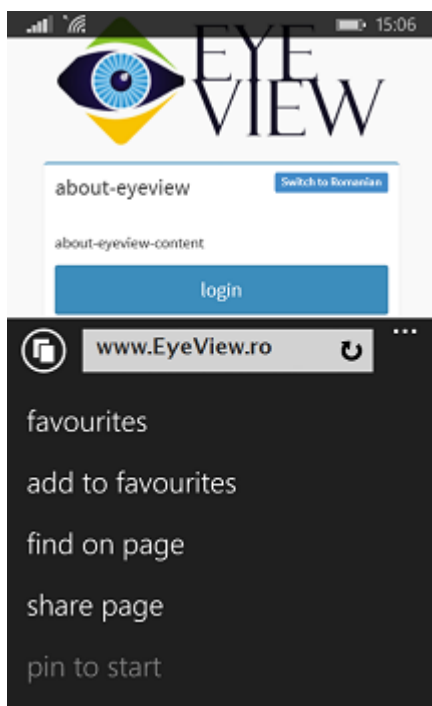 15:06
EYE
VIEW
about-eyeview
Switch to Romanian
about-eyeview-content
login
www.EyeView.ro
...
favourites
add to favourites
find on page
share page
pin to start